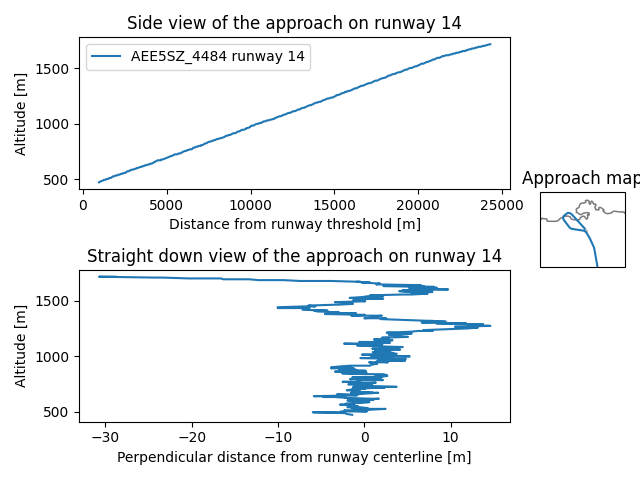 Side view of the approach on runway 14
AEE5SZ_4484 runway 14
Altitude [m]
1500
1000
500
0
5000
10000
15000
20000
25000
Distance from runway threshold [m]
Approach map
Straight down view of the approach on runway 14
Altitude [m]
1500
1000
500
−30
−20
−10
0
10
Perpendicular distance from runway centerline [m]